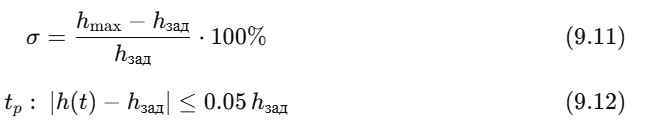 σ = (h_max − h_зад) / h_зад · 100% (9.11)
t_p : |h(t) − h_зад| ≤ 0.05 h_зад (9.12)